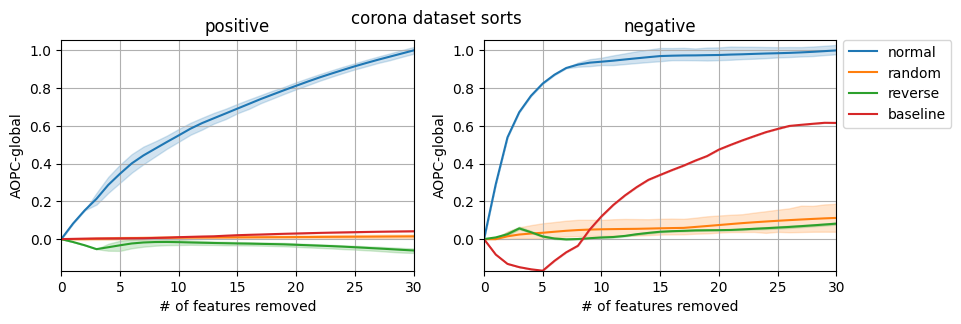 corona dataset sorts
positive
AOPC-global
1.0
0.8
0.6
0.4
0.2
0.0
0 5 10 15 20 25 30
# of features removed
negative
AOPC-global
1.0
0.8
0.6
0.4
0.2
0.0
0 5 10 15 20 25 30
# of features removed
normal
random
reverse
baseline